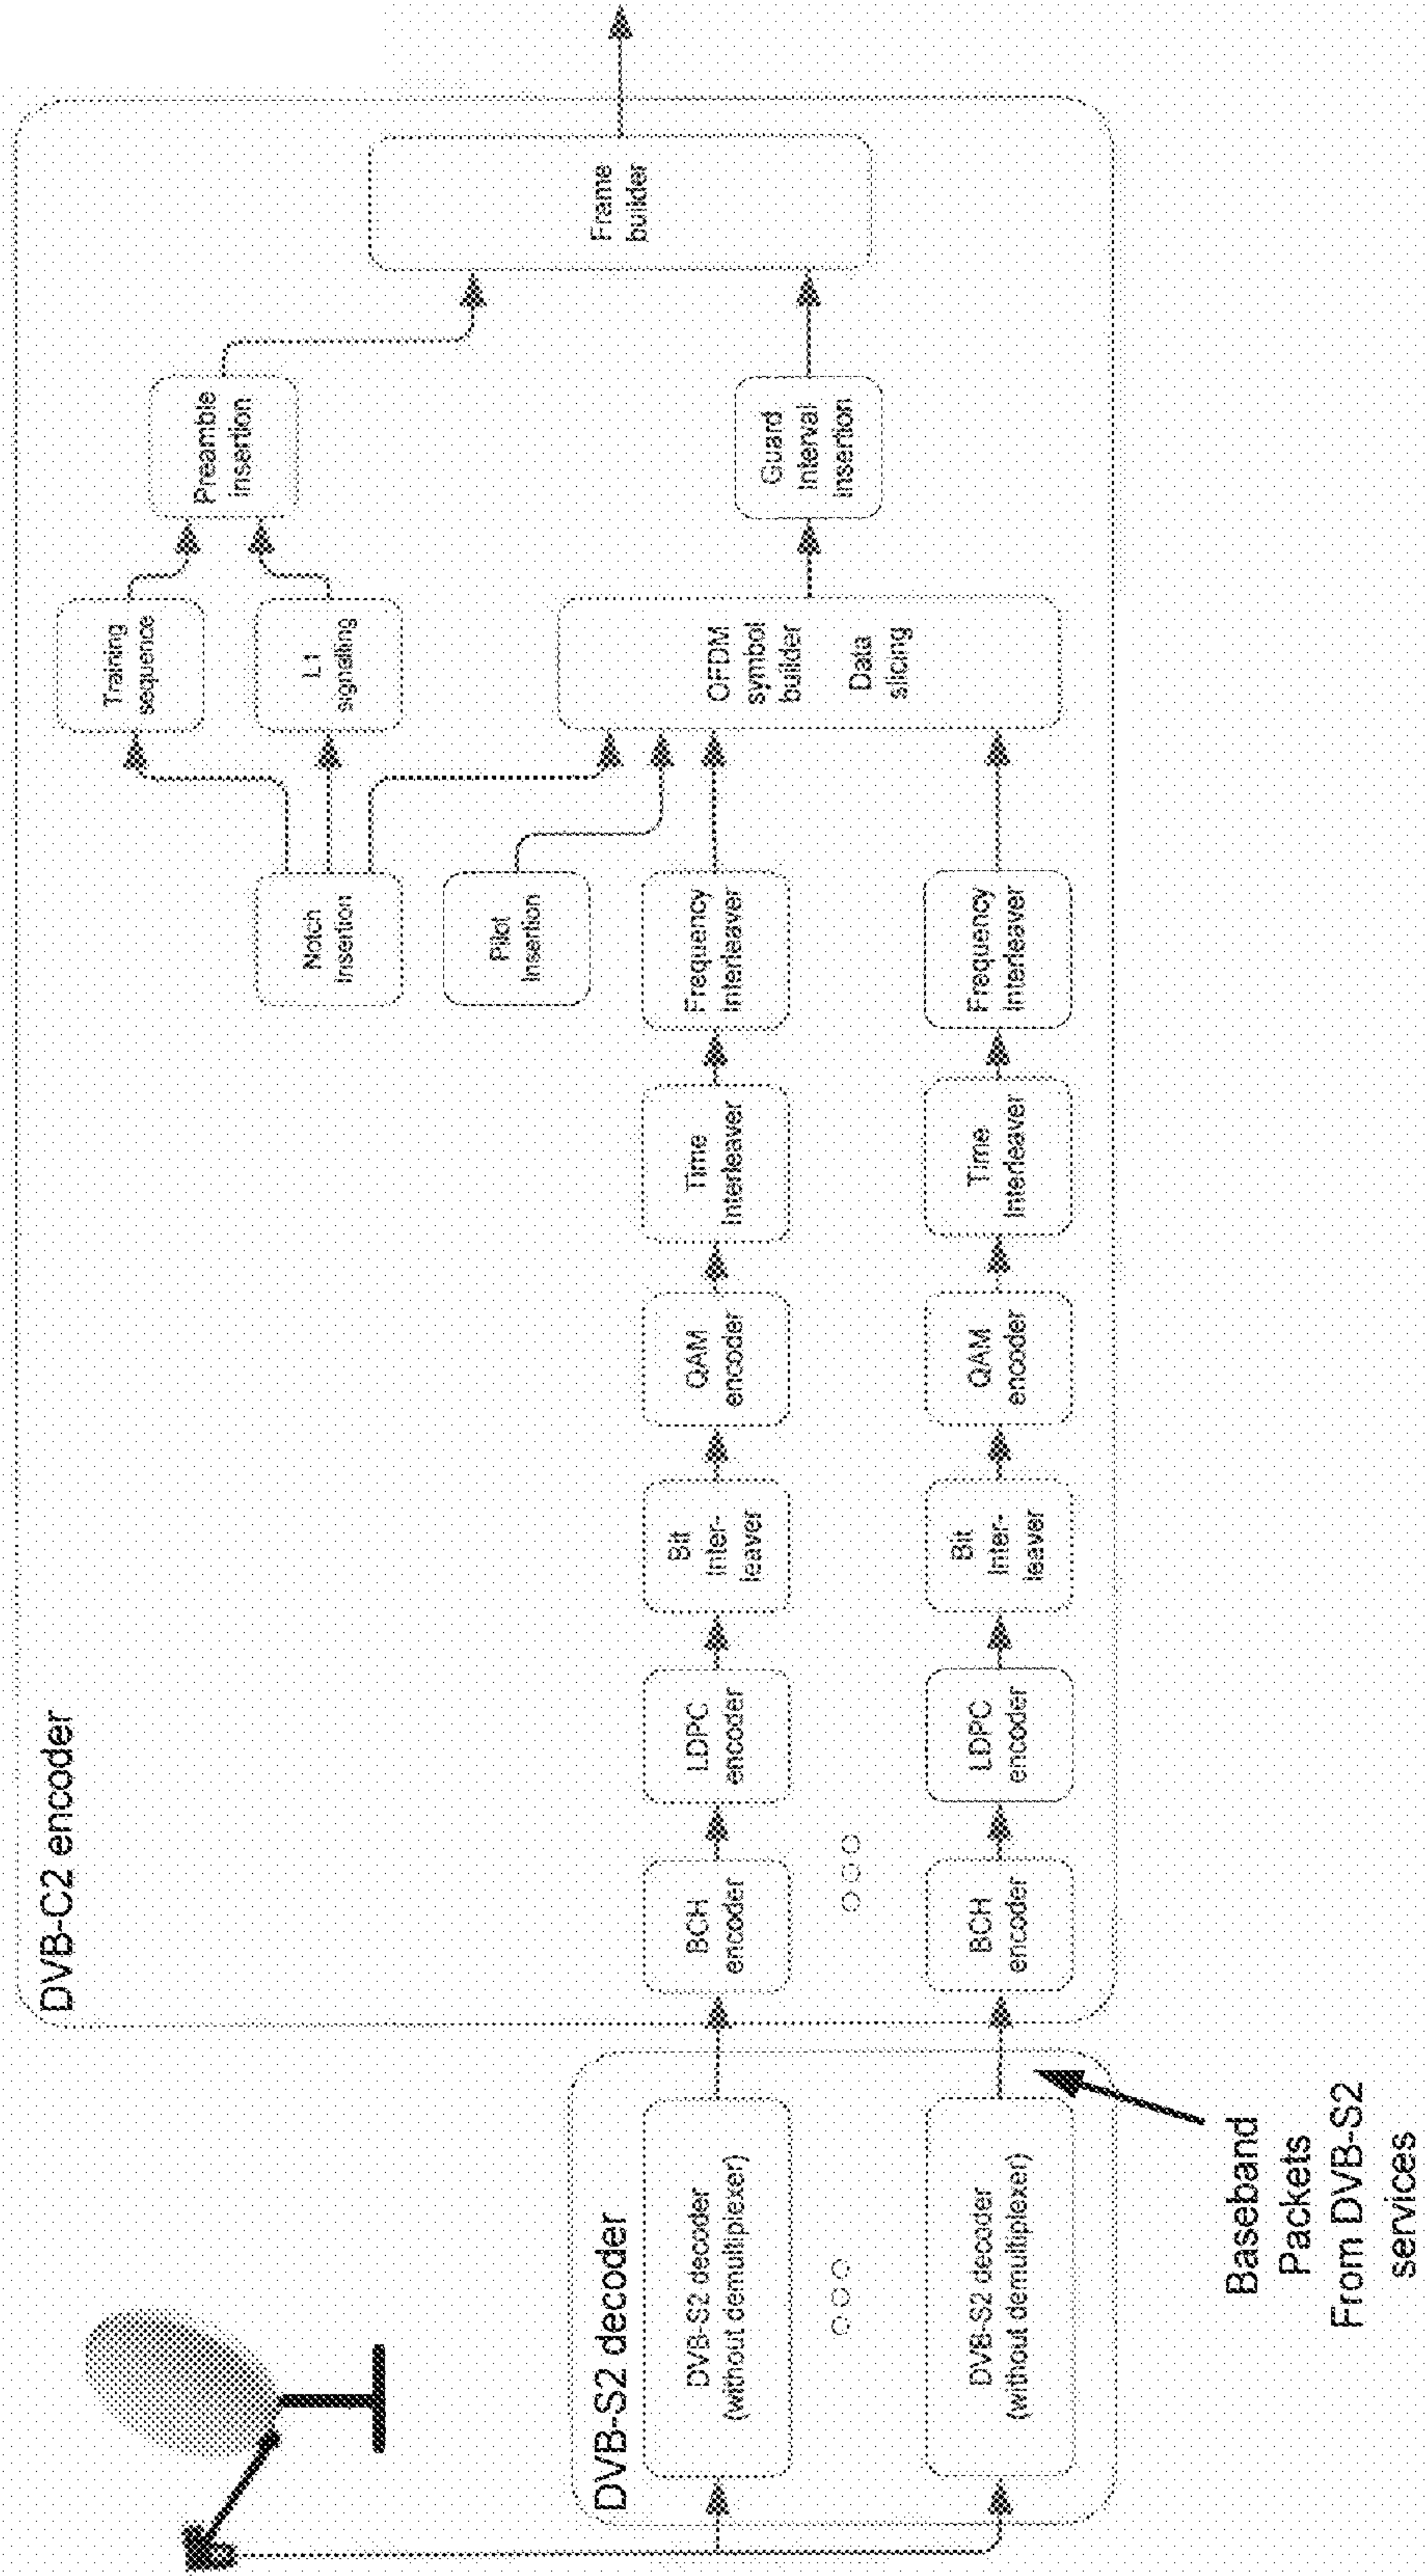 DVB-C2 encoder
Training
sequence
L1
signalling
Preamble
insertion
Notch
insertion
Pilot
insertion
Frame
builder
OFDM
symbol
builder
Data
slicing
Guard
Interval
insertion
DVB-S2 decoder
DVB-S2 decoder
(without demultiplexer)
BCH
encoder
LDPC
encoder
Bit
Inter-
leaver
QAM
encoder
Time
Interleaver
Frequency
Interleaver
DVB-S2 decoder
(without demultiplexer)
BCH
encoder
LDPC
encoder
Bit
Inter-
leaver
QAM
encoder
Time
Interleaver
Frequency
Interleaver
Baseband
Packets
From DVB-S2
services